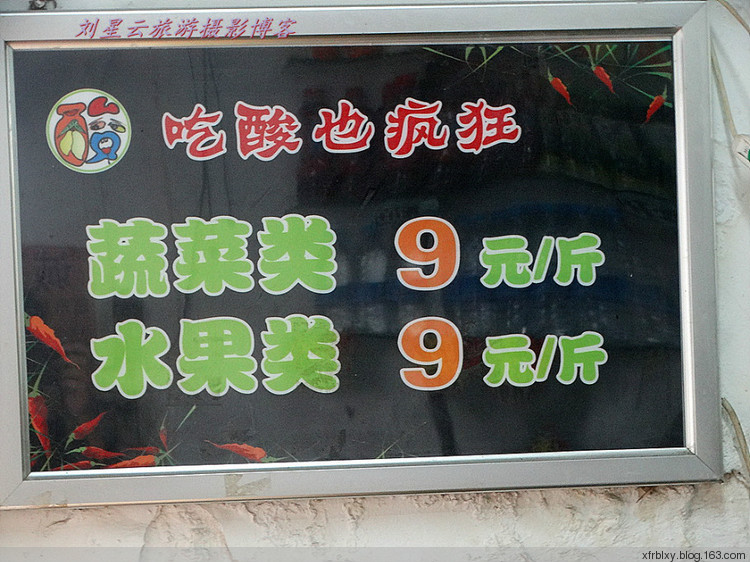 刘星云旅游摄影博客
酸
吃酸也疯狂
蔬菜类 9 元/斤
水果类 9 元/斤
xfrblxy.blog.163.com